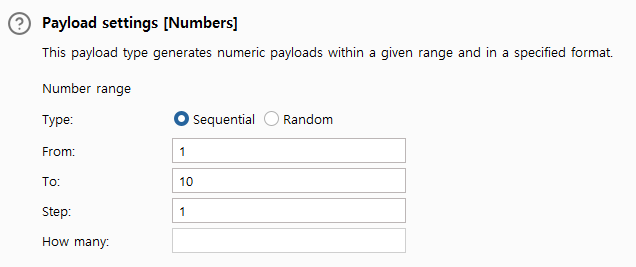 Payload settings [Numbers]
This payload type generates numeric payloads within a given range and in a specified format.
Number range
Type: Sequential Random
From: 1
To: 10
Step: 1
How many: